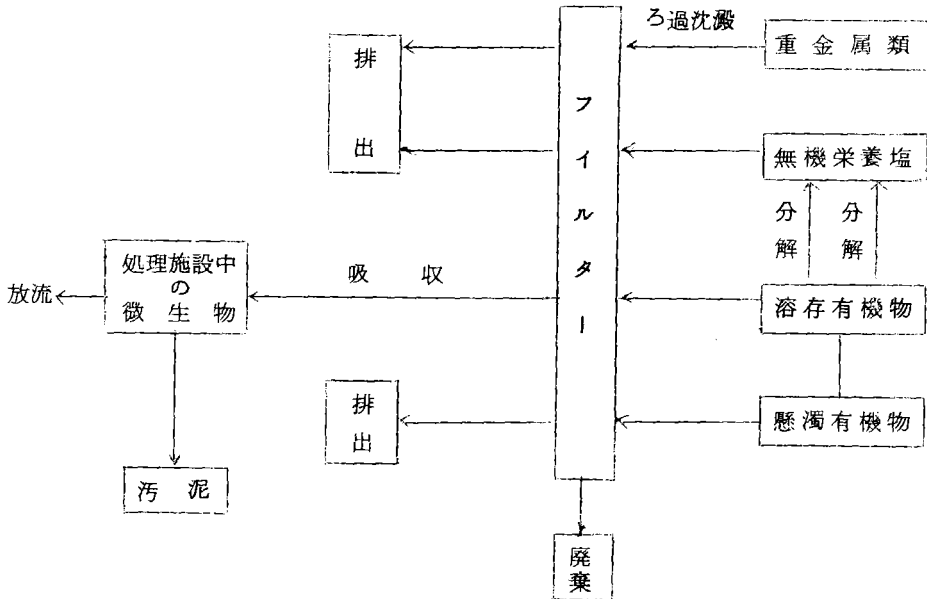 ろ過沈澱
重金属類
排出
フイルター
無機栄養塩
分解
分解
処理施設中
の
微生物
吸収
放流
溶存有機物
排出
懸濁有機物
汚泥
廃棄